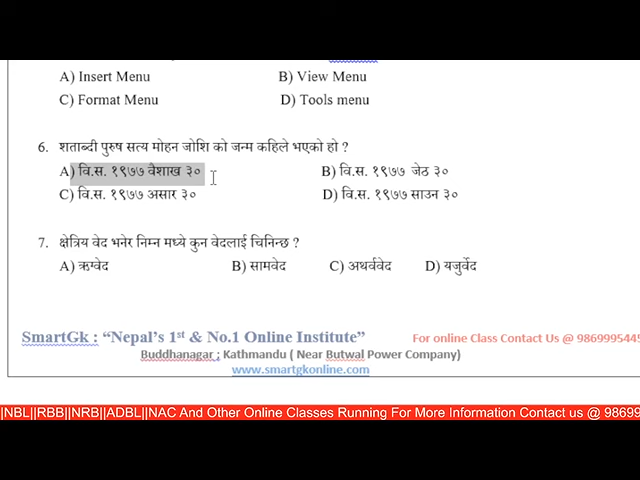 A) Insert Menu B) View Menu
C) Format Menu D) Tools menu
6. शताब्दी पुरुष सत्य मोहन जोशि को जन्म कहिले भएको हो ?
A) वि.स. १९७७ वैशाख ३० B) वि.स. १९७७ जेठ ३०
C) वि.स. १९७७ असार ३० D) वि.स. १९७७ साउन ३०
7. क्षेत्रिय वेद भनेर निम्न मध्ये कुन वेदलाई चिनिन्छ ?
A) ऋग्वेद B) सामवेद C) अथर्ववेद D) यजुर्वेद
SmartGk : “Nepal's 1st & No.1 Online Institute” For online Class Contact Us @ 9869995445
Buddhanagar ; Kathmandu ( Near Butwal Power Company)
www.smartgkonline.com
||NBL||RBB||NRB||ADBL||NAC And Other Online Classes Running For More Information Contact us @ 98699